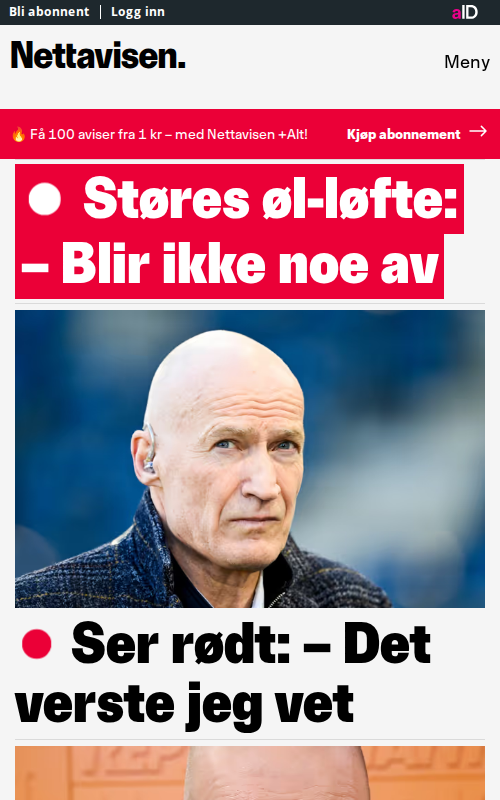 Bli abonnent | Logg inn
aID
Nettavisen.
Meny
🔥 Få 100 aviser fra 1 kr – med Nettavisen +Alt!
Kjøp abonnement →
Støres øl-løfte:
– Blir ikke noe av
Ser rødt: – Det
verste jeg vet